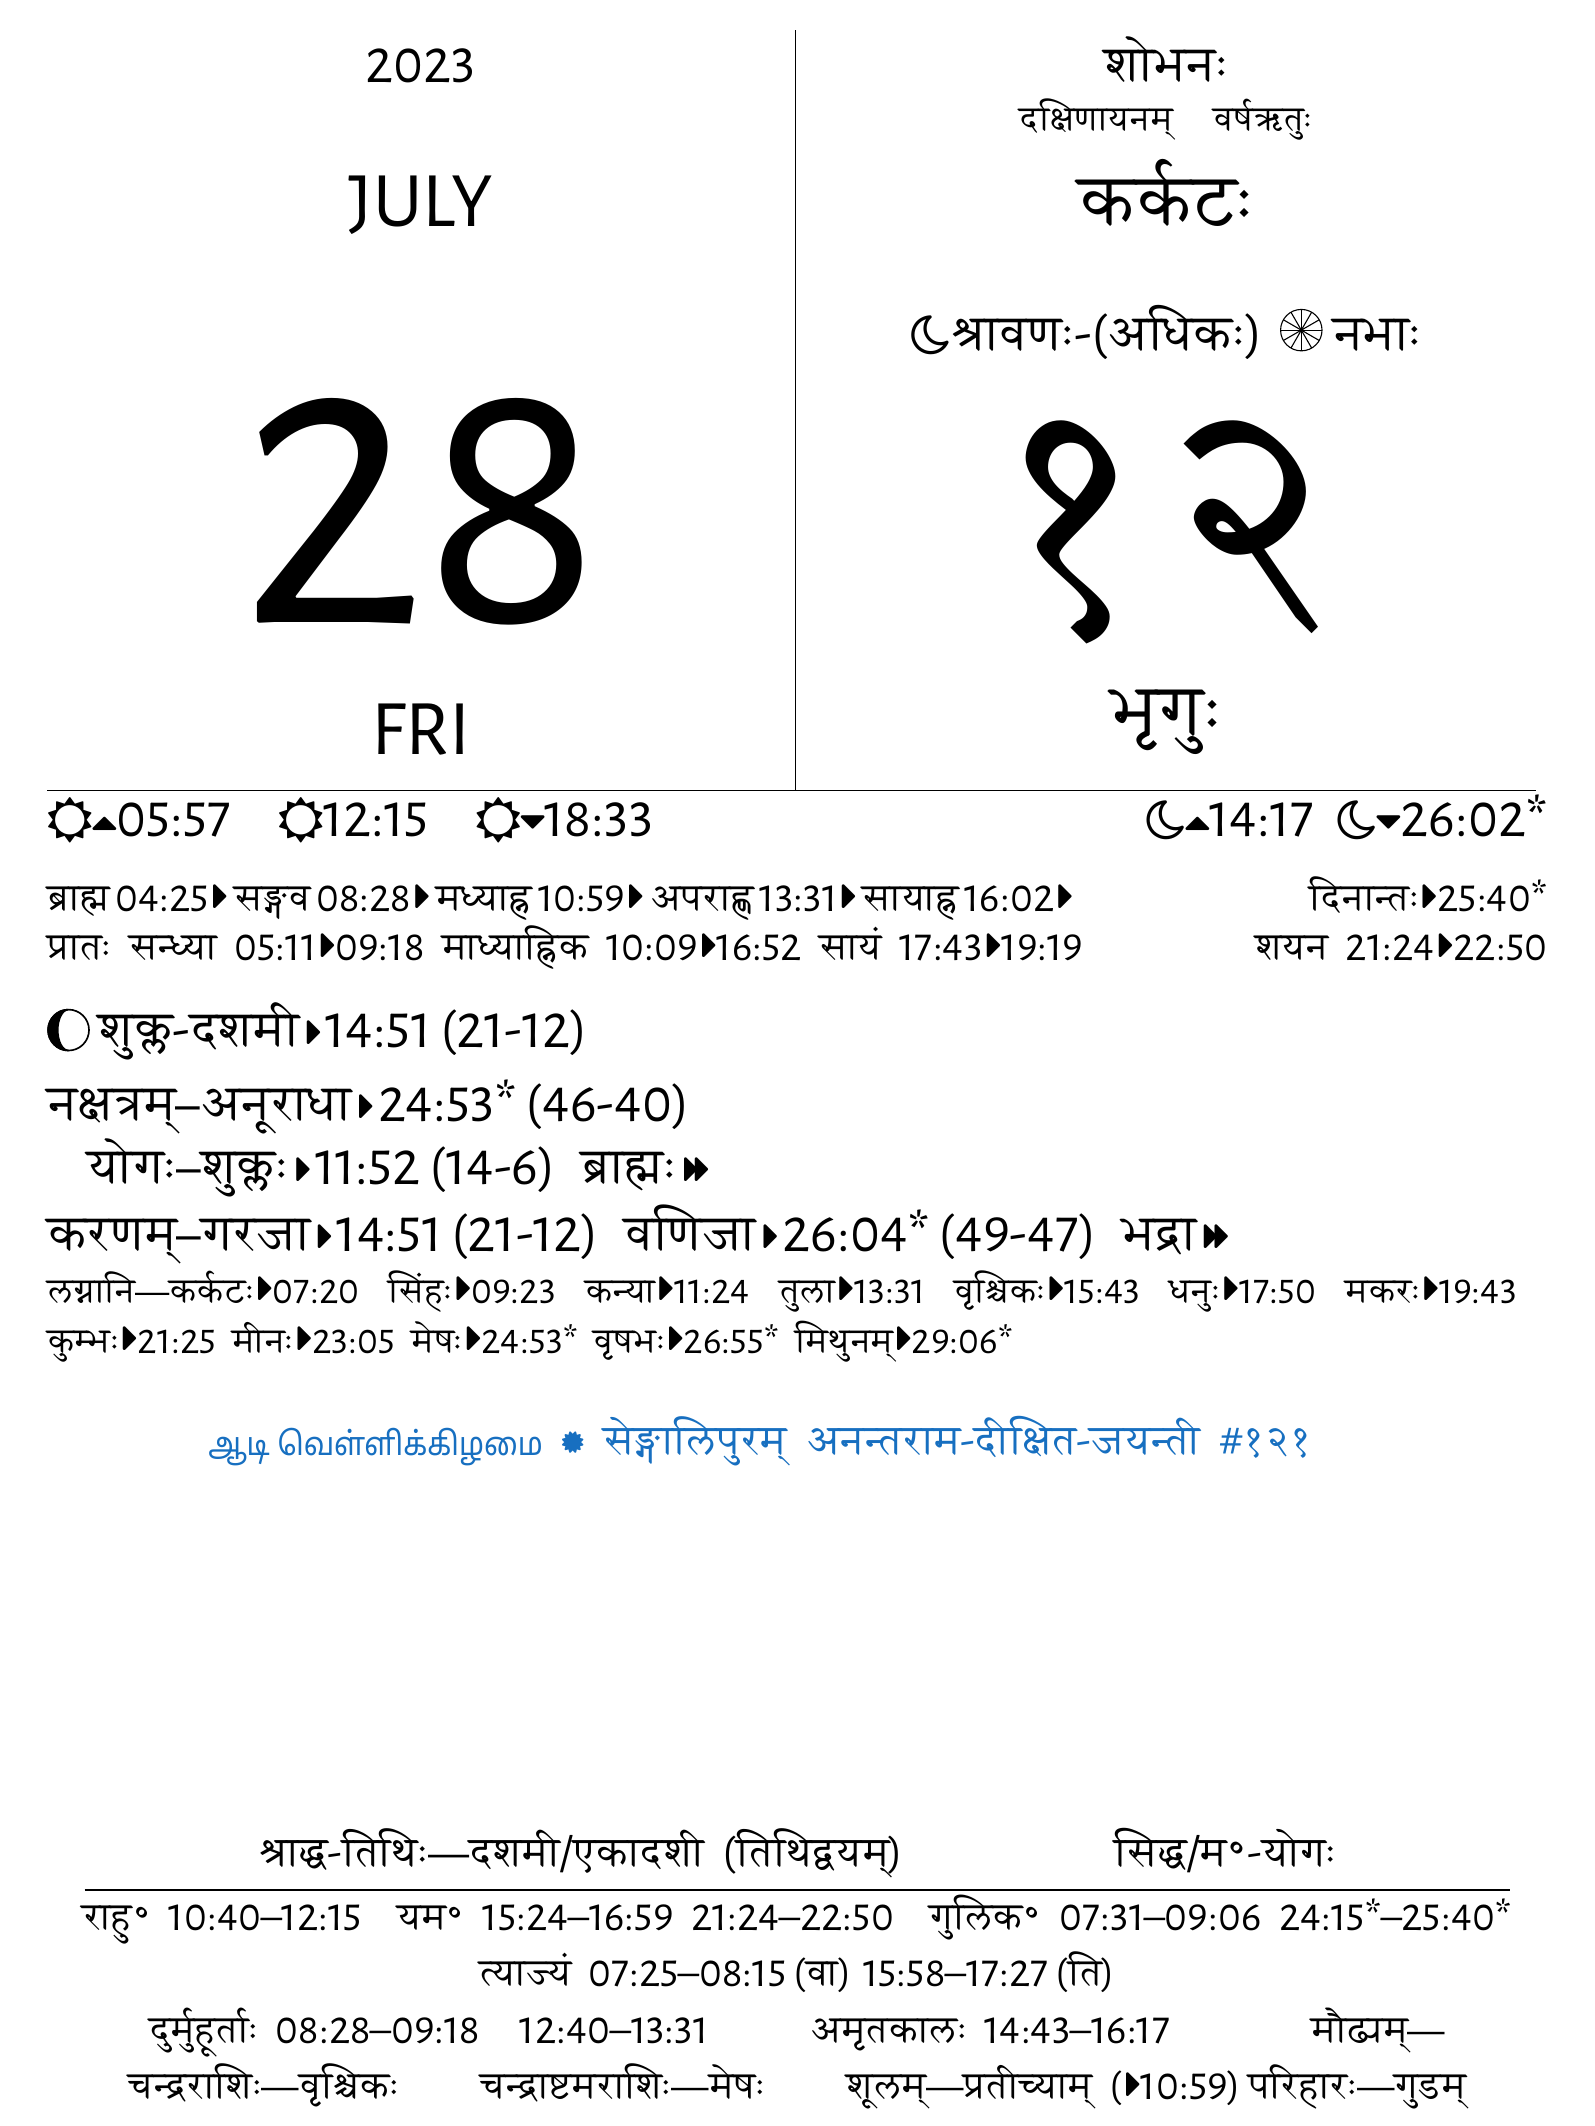 2023
JULY
28
FRI
शोभनः
दक्षिणायनम् वर्षऋतुः
कर्कटः
श्रावणः-(अधिकः) नभाः
१२
भृगुः
05:57 12:15 18:33 14:17 26:02*
ब्राह्म 04:25 सङ्गव 08:28 मध्याह्न 10:59 अपराह्ण 13:31 सायाह्न 16:02 दिनान्तः 25:40*
प्रातः सन्ध्या 05:11 09:18 माध्याह्निक 10:09 16:52 सायं 17:43 19:19 शयन 21:24 22:50
शुक्ल-दशमी 14:51 (21-12)
नक्षत्रम्–अनूराधा 24:53* (46-40)
योगः–शुक्लः 11:52 (14-6) ब्राह्मः
करणम्–गरजा 14:51 (21-12) वणिजा 26:04* (49-47) भद्रा
लग्नानि—कर्कटः 07:20 सिंहः 09:23 कन्या 11:24 तुला 13:31 वृश्चिकः 15:43 धनुः 17:50 मकरः 19:43
कुम्भः 21:25 मीनः 23:05 मेषः 24:53* वृषभः 26:55* मिथुनम् 29:06*
ஆடி வெள்ளிக்கிழமை ✹ सेङ्गालिपुरम् अनन्तराम-दीक्षित-जयन्ती #१२१
श्राद्ध-तिथिः—दशमी/एकादशी (तिथिद्वयम्) सिद्ध/म॰-योगः
राहु॰ 10:40–12:15 यम॰ 15:24–16:59 21:24–22:50 गुलिक॰ 07:31–09:06 24:15*–25:40*
त्याज्यं 07:25–08:15 (वा) 15:58–17:27 (ति)
दुर्मुहूर्ताः 08:28–09:18 12:40–13:31 अमृतकालः 14:43–16:17 मौढ्यम्—
चन्द्रराशिः—वृश्चिकः चन्द्राष्टमराशिः—मेषः शूलम्—प्रतीच्याम् (10:59) परिहारः—गुडम्